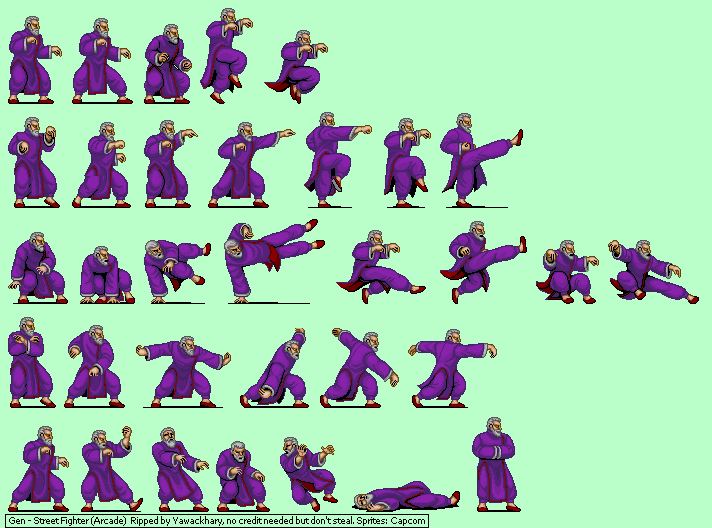 Gen - Street Fighter (Arcade) Ripped by Yawackhary, no credit needed but don't steal. Sprites: Capcom